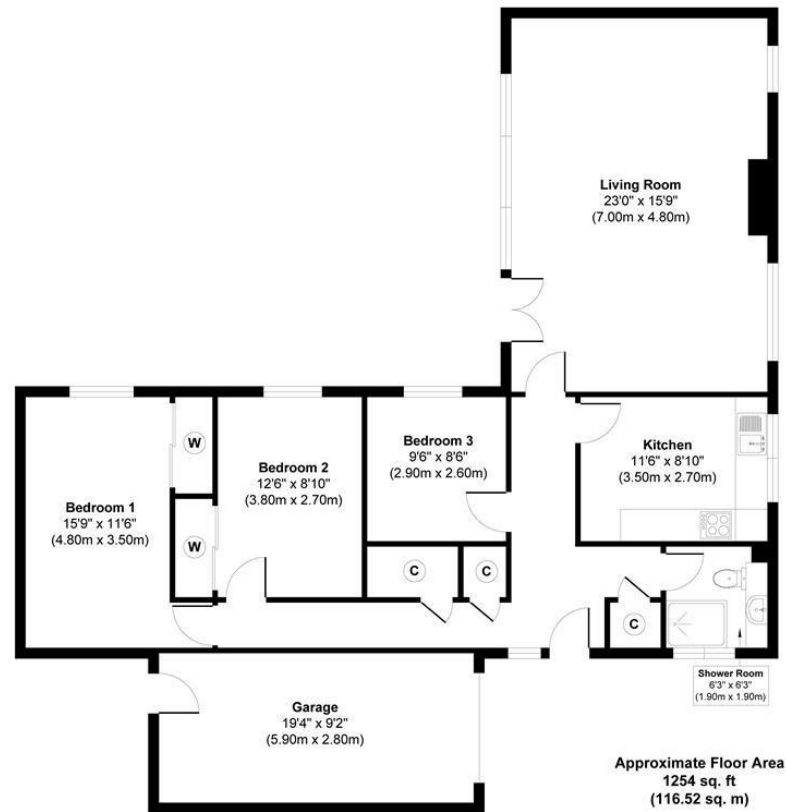 Living Room
23'0" x 15'9"
(7.00m x 4.80m)
W
W
Bedroom 1
15'9" x 11'6"
(4.80m x 3.50m)
Bedroom 2
12'6" x 8'10"
(3.80m x 2.70m)
Bedroom 3
9'6" x 8'6"
(2.90m x 2.60m)
Kitchen
11'6" x 8'10"
(3.50m x 2.70m)
C
C
C
Shower Room
6'3" x 6'3"
(1.90m x 1.90m)
Garage
19'4" x 9'2"
(5.90m x 2.80m)
Approximate Floor Area
1254 sq. ft
(116.52 sq. m)